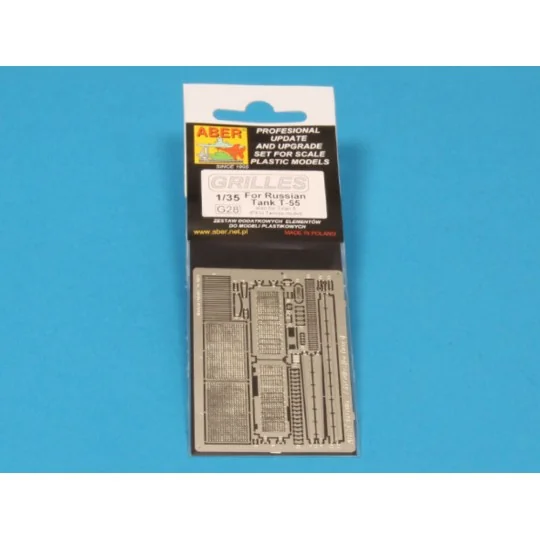 ABER
SINCE 1995
PROFESIONAL
UPDATE
AND UPGRADE
SET FOR SCALE
PLASTIC MODELS
GRILLES
1/35 For Russian
G28 Tank T-55
ZESTAW DODATKOWYCH ELEMENTÓW
DO MODELI PLASTIKOWYCH
www.aber.net.pl MADE IN POLAND